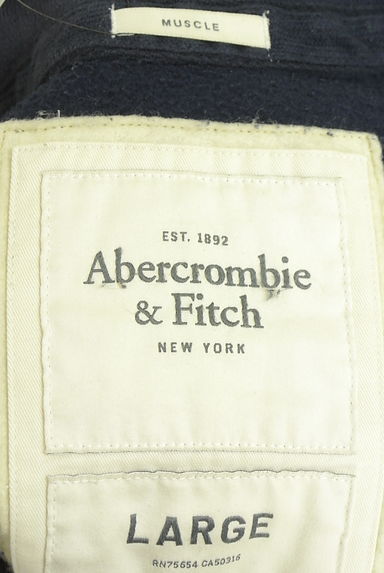 MUSCLE
EST. 1892
Abercrombie
& Fitch
NEW YORK
LARGE
RN75654 CA50316